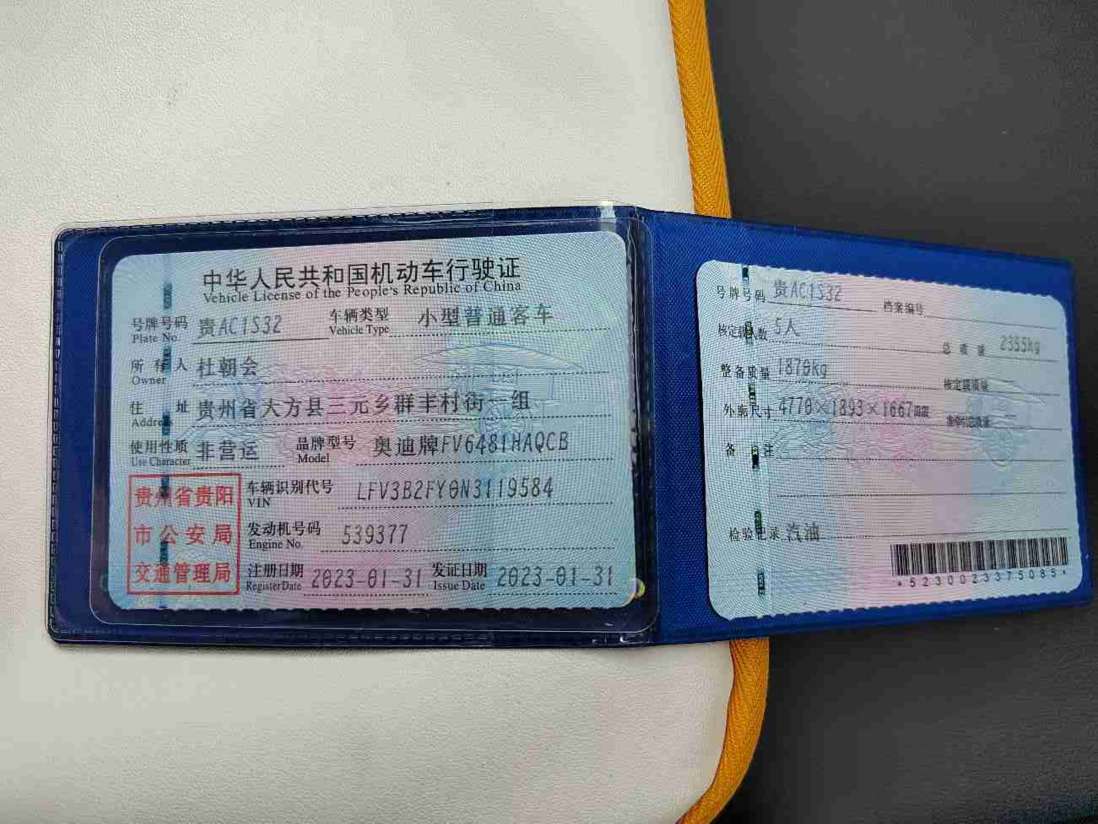 中华人民共和国机动车行驶证
Vehicle License of the People's Republic of China
号牌号码 贵AC1S32 车辆类型 小型普通客车
Plate No. Vehicle Type
所有人 杜朝会
Owner
住址 贵州省大方县三元乡群丰村街一组
Address
使用性质 非营运 品牌型号 奥迪牌FV6481HAQCB
Use Character Model
贵州省贵阳
市公安局
交通管理局
车辆识别代号 LFV3B2FY0N3119584
VIN
发动机号码 539377
Engine No.
注册日期 2023-01-31 发证日期 2023-01-31
Register Date Issue Date
号牌号码 贵AC1S32 档案编号
核定载人数 5人 总质量 2355kg
整备质量 1870kg 核定载质量
外廓尺寸 4770×1893×1667mm
备注
检验记录 汽油
*5230023375085*